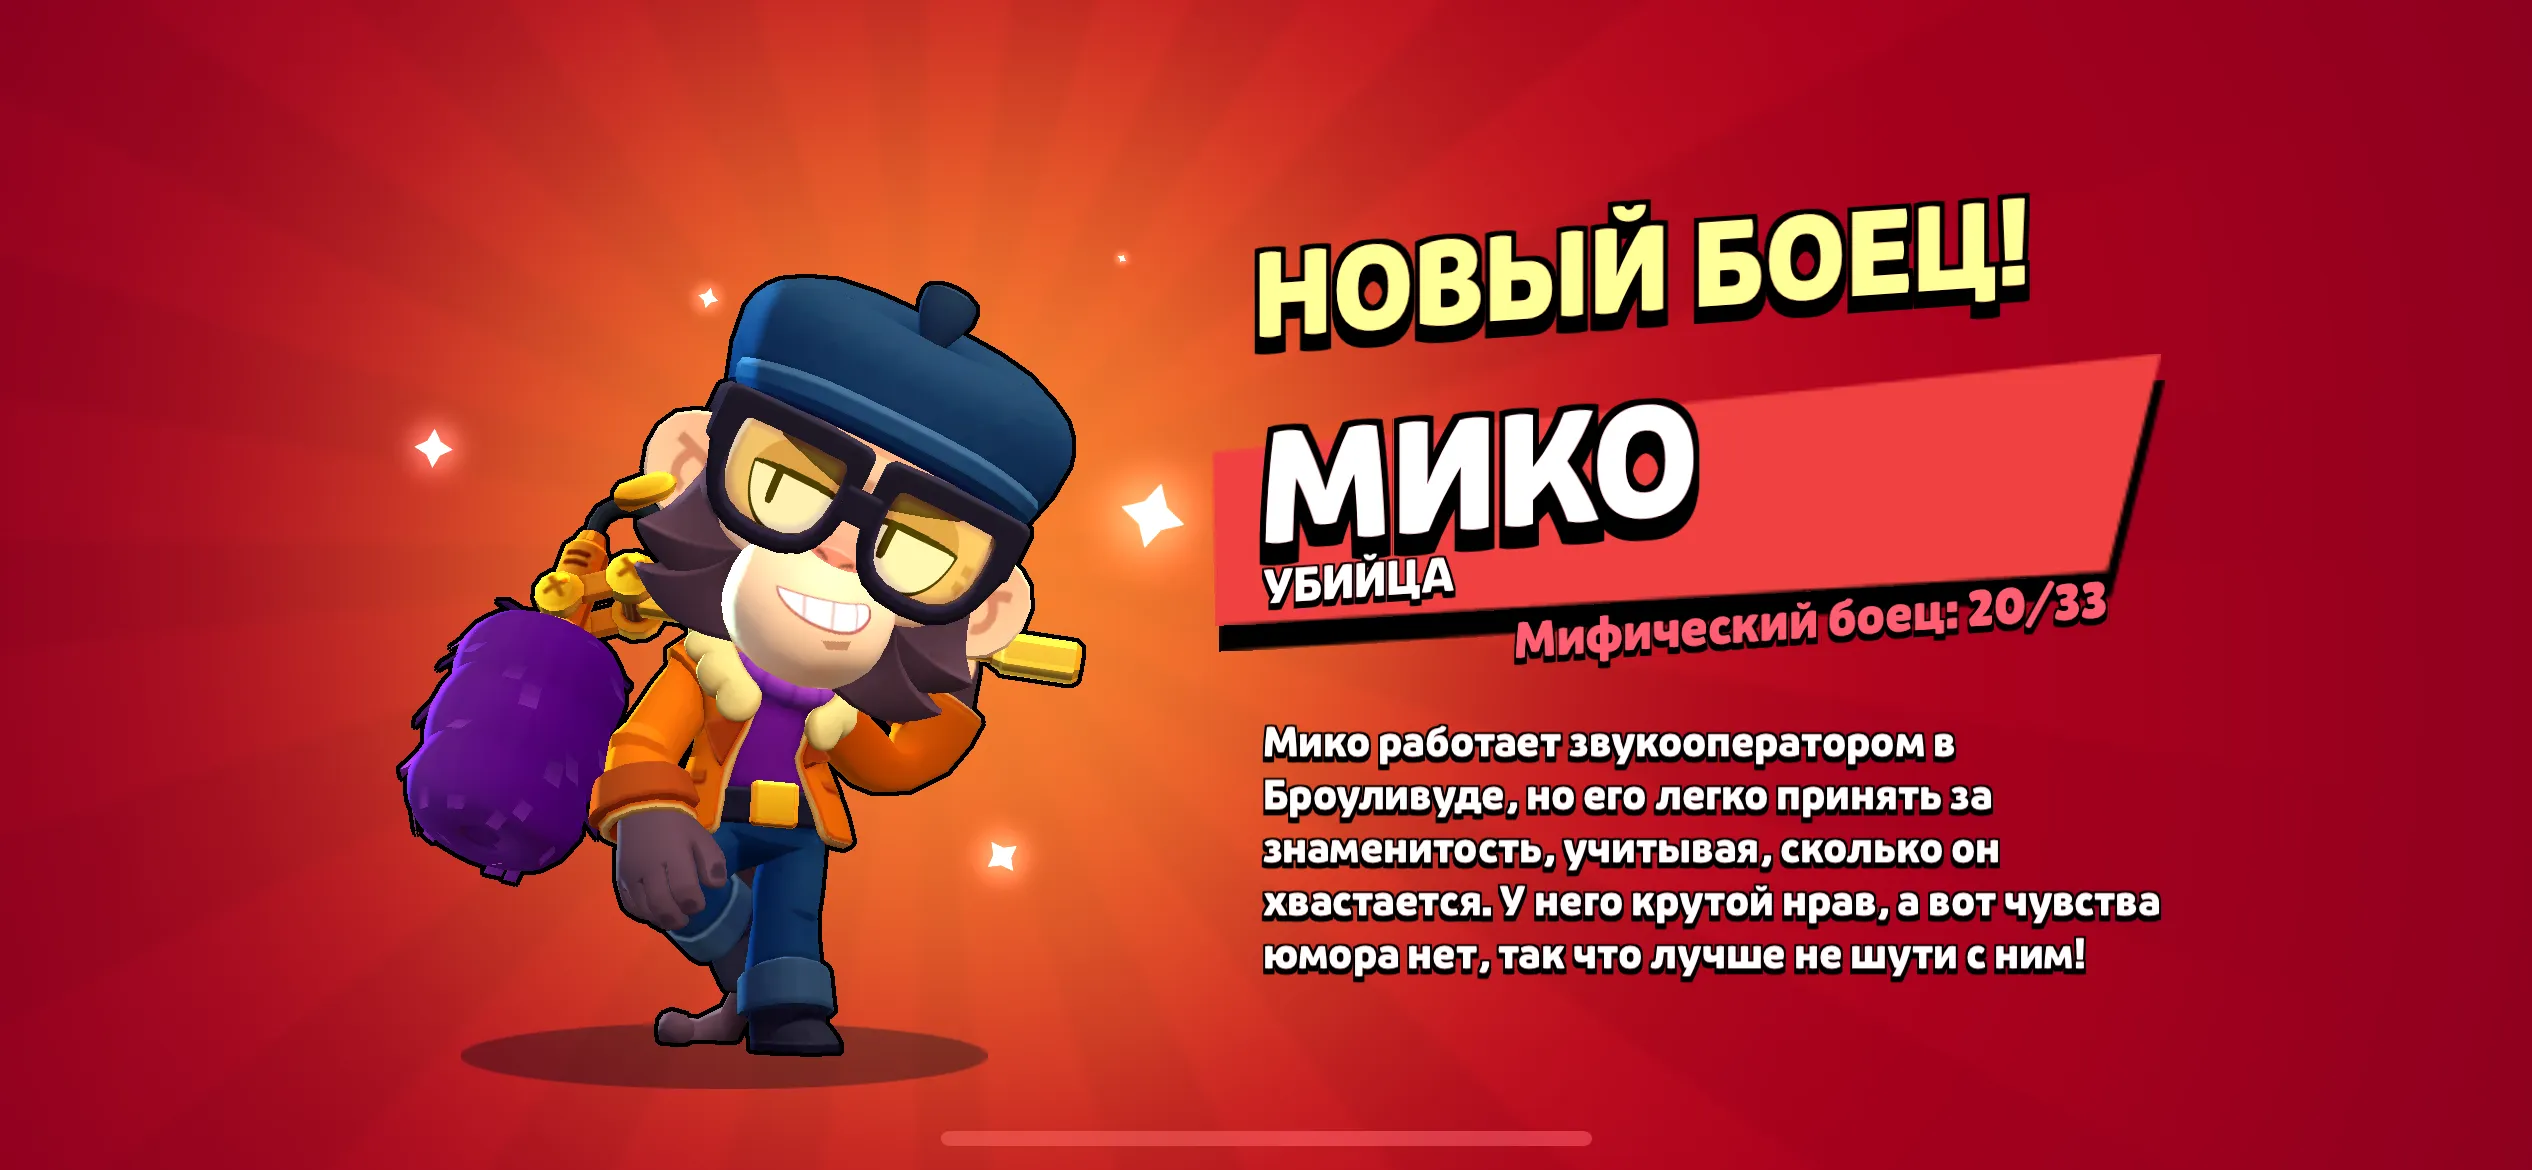 НОВЫЙ БОЕЦ!
МИКО
УБИЙЦА
Мифический боец: 20/33
Мико работает звукооператором в
Броуливуде, но его легко принять за
знаменитость, учитывая, сколько он
хвастается. У него крутой нрав, а вот чувства
юмора нет, так что лучше не шути с ним!